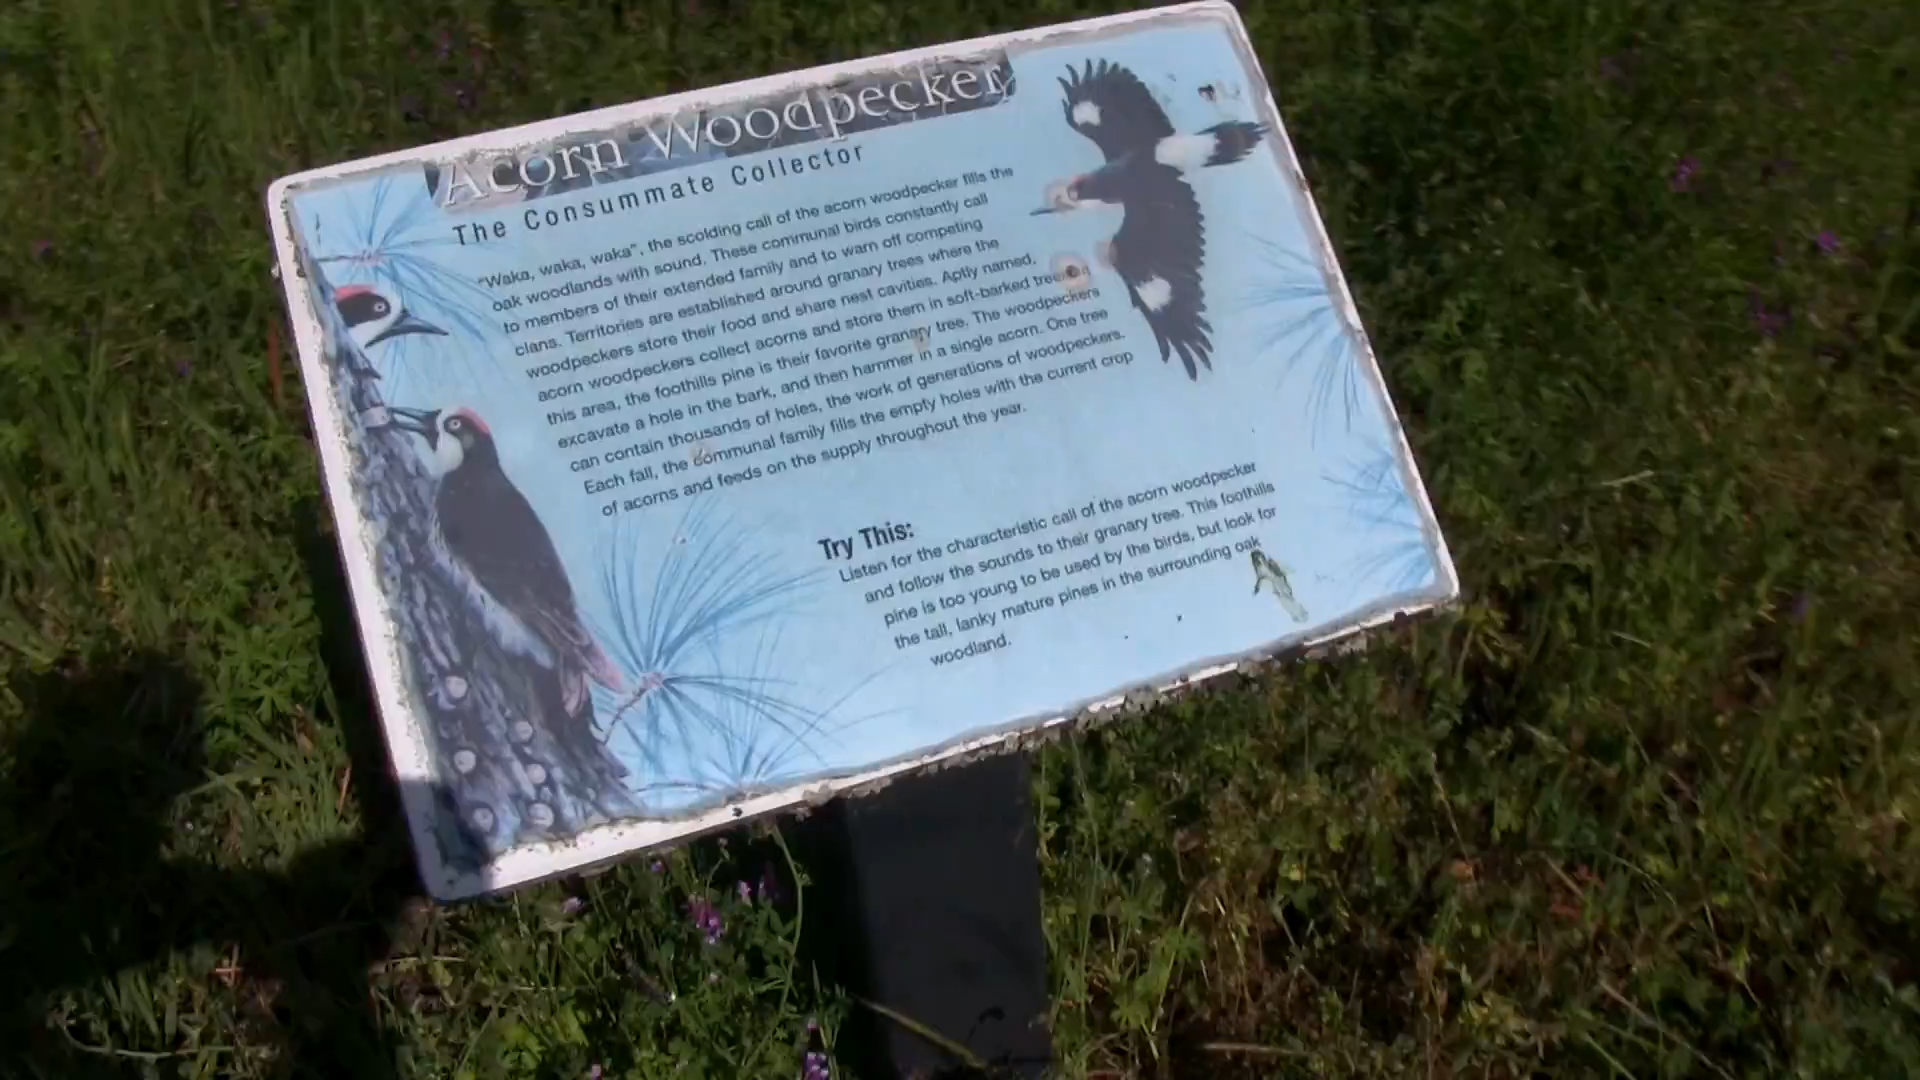 Acorn Woodpecker
The Consummate Collector
"Waka, waka, waka", the scolding call of the acorn woodpecker fills the
oak woodlands with sound. These communal birds constantly call
to members of their extended family and to warn off competing
clans. Territories are established around granary trees where the
woodpeckers store their food and share nest cavities. Aptly named,
acorn woodpeckers collect acorns and store them in soft-barked trees. In
this area, the foothills pine is their favorite granary tree. The woodpeckers
excavate a hole in the bark, and then hammer in a single acorn. One tree
can contain thousands of holes, the work of generations of woodpeckers.
Each fall, the communal family fills the empty holes with the current crop
of acorns and feeds on the supply throughout the year.
Try This:
Listen for the characteristic call of the acorn woodpecker
and follow the sounds to their granary tree. This foothills
pine is too young to be used by the birds, but look for
the tall, lanky mature pines in the surrounding oak
woodland.